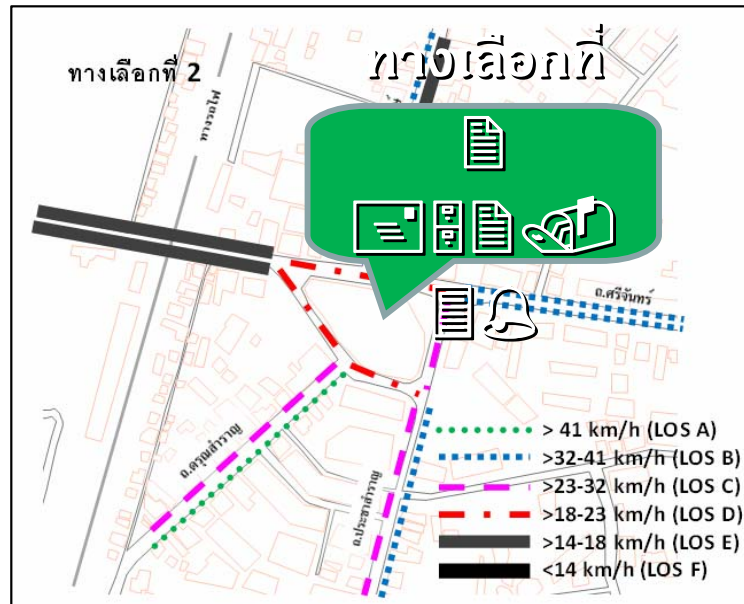 ทางเลือกที่ 2
ทางเลือกที่
ทางรถไฟ
ถ.ศรีจันทร์
ถ.ดรุณสำราญ
ถ.ประชาสำราญ
> 41 km/h (LOS A)
>32-41 km/h (LOS B)
>23-32 km/h (LOS C)
>18-23 km/h (LOS D)
>14-18 km/h (LOS E)
<14 km/h (LOS F)